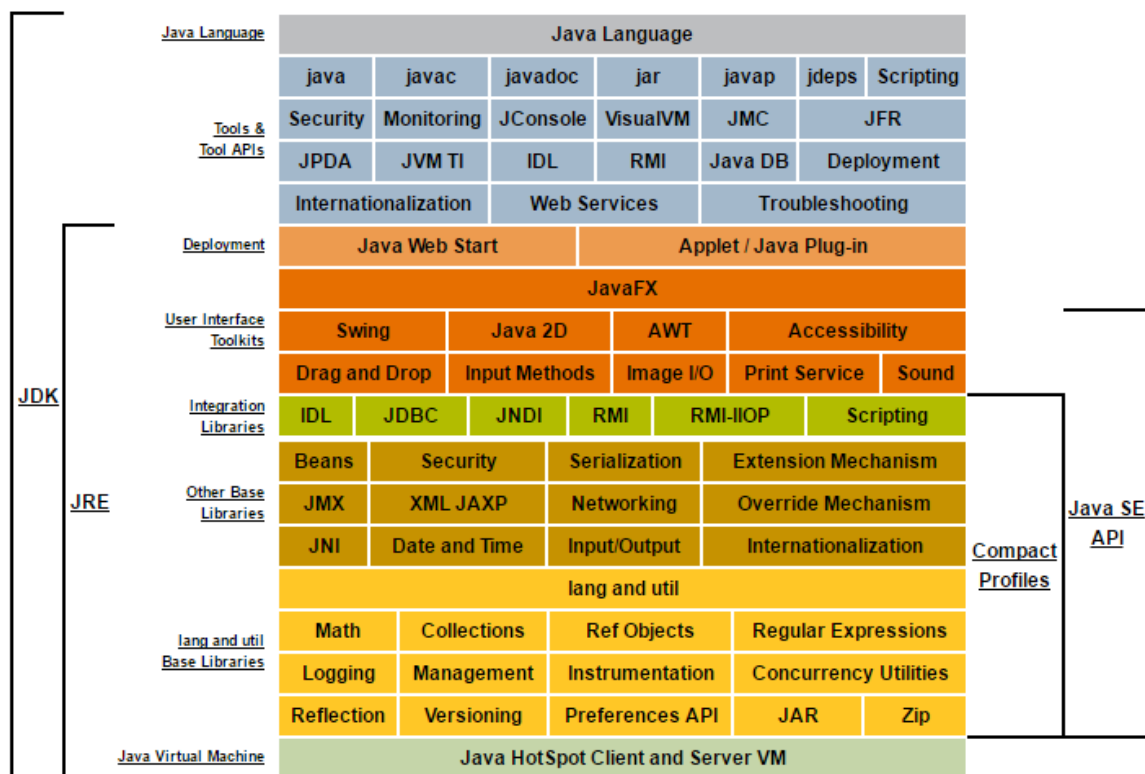 Java Language
Java Language
java javac javadoc jar javap jdeps Scripting
Security Monitoring JConsole VisualVM JMC JFR
Tools &
Tool APIs
JPDA JVM TI IDL RMI Java DB Deployment
Internationalization Web Services Troubleshooting
Deployment
Java Web Start Applet / Java Plug-in
JavaFX
User Interface
Toolkits
Swing Java 2D AWT Accessibility
Drag and Drop Input Methods Image I/O Print Service Sound
JDK
Integration
Libraries
IDL JDBC JNDI RMI RMI-IIOP Scripting
Beans Security Serialization Extension Mechanism
JRE
Other Base
Libraries
JMX XML JAXP Networking Override Mechanism
Java SE
API
JNI Date and Time Input/Output Internationalization
Compact
Profiles
lang and util
lang and util
Base Libraries
Math Collections Ref Objects Regular Expressions
Logging Management Instrumentation Concurrency Utilities
Reflection Versioning Preferences API JAR Zip
Java Virtual Machine
Java HotSpot Client and Server VM